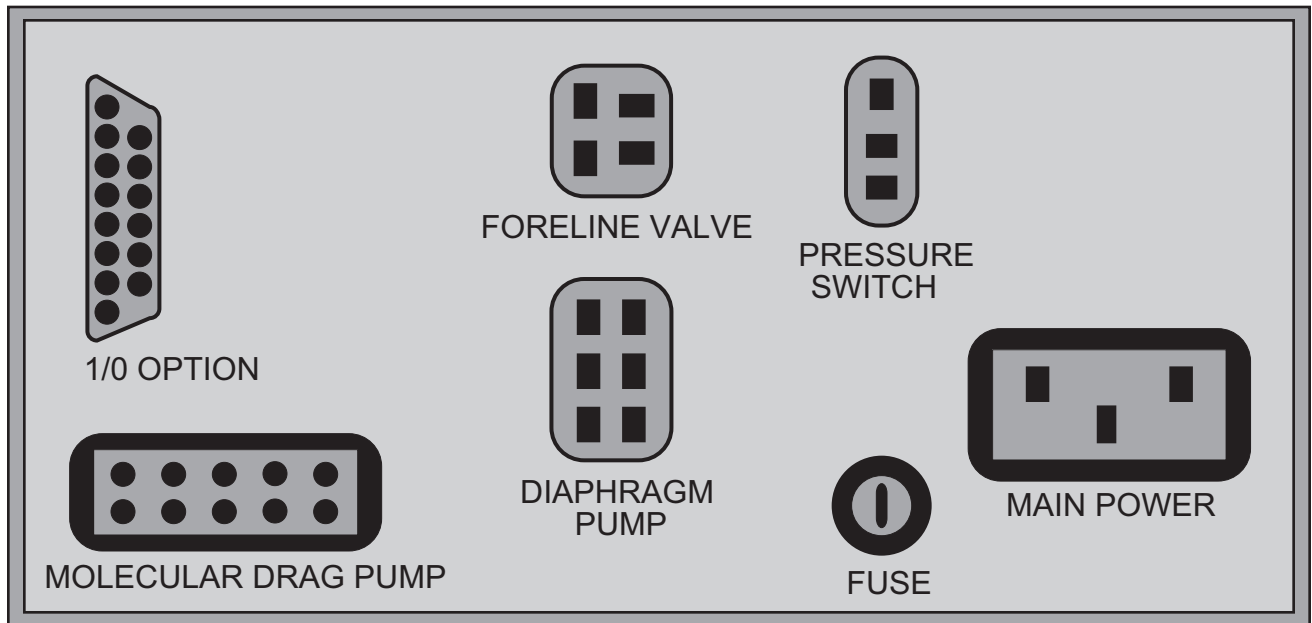 FORELINE VALVE
PRESSURE
SWITCH
1/0 OPTION
DIAPHRAGM
PUMP
MAIN POWER
MOLECULAR DRAG PUMP
FUSE